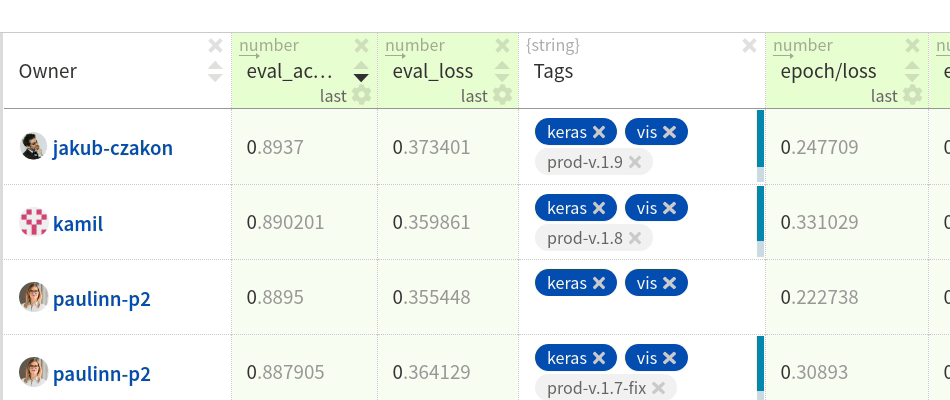 number number {string} number nu
Owner eval_ac... eval_loss Tags epoch/loss e
last last last
jakub-czakon 0.8937 0.373401 keras vis 0.247709 0
prod-v.1.9
kamil 0.890201 0.359861 keras vis 0.331029 0
prod-v.1.8
paulinn-p2 0.8895 0.355448 keras vis 0.222738 0
paulinn-p2 0.887905 0.364129 keras vis 0.30893 0
prod-v.1.7-fix